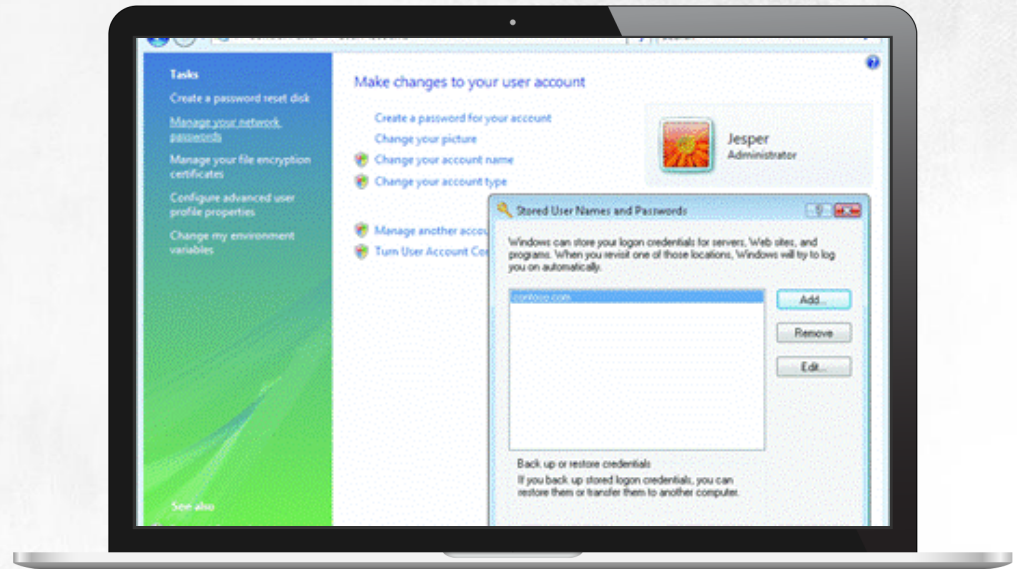 Tasks
Create a password reset disk
Manage your network
passwords
Manage your file encryption
certificates
Configure advanced user
profile properties
Change my environment
variables
See also
Make changes to your user account
Create a password for your account
Change your picture
Change your account name
Change your account type
Manage another accou
Turn User Account Co
Jesper
Administrator
Stored User Names and Passwords
Windows can store your logon credentials for servers, Web sites, and
programs. When you revisit one of those locations, Windows will try to log
you on automatically.
contoso.com
Add...
Remove
Edit...
Back up or restore credentials
If you back up stored logon credentials, you can
restore them or transfer them to another computer.